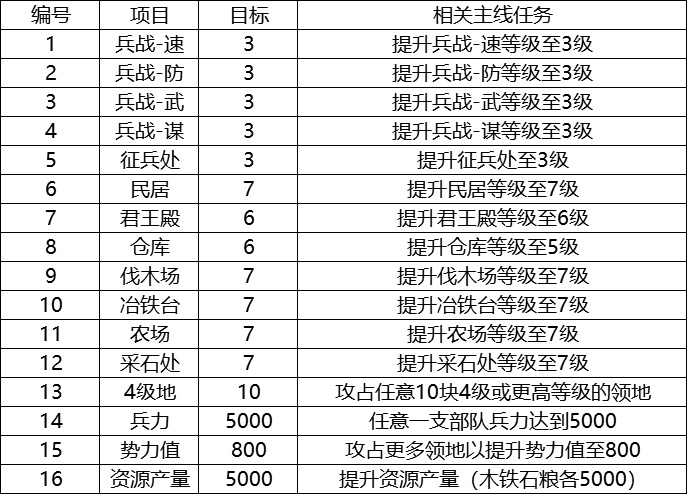 编号 项目 目标 相关主线任务
1 兵战-速 3 提升兵战-速等级至3级
2 兵战-防 3 提升兵战-防等级至3级
3 兵战-武 3 提升兵战-武等级至3级
4 兵战-谋 3 提升兵战-谋等级至3级
5 征兵处 3 提升征兵处至3级
6 民居 7 提升民居等级至7级
7 君王殿 6 提升君王殿等级至6级
8 仓库 6 提升仓库等级至5级
9 伐木场 7 提升伐木场等级至7级
10 冶铁台 7 提升冶铁台等级至7级
11 农场 7 提升农场等级至7级
12 采石处 7 提升采石处等级至7级
13 4级地 10 攻占任意10块4级或更高等级的领地
14 兵力 5000 任意一支部队兵力达到5000
15 势力值 800 攻占更多领地以提升势力值至800
16 资源产量 5000 提升资源产量（木铁石粮各5000）